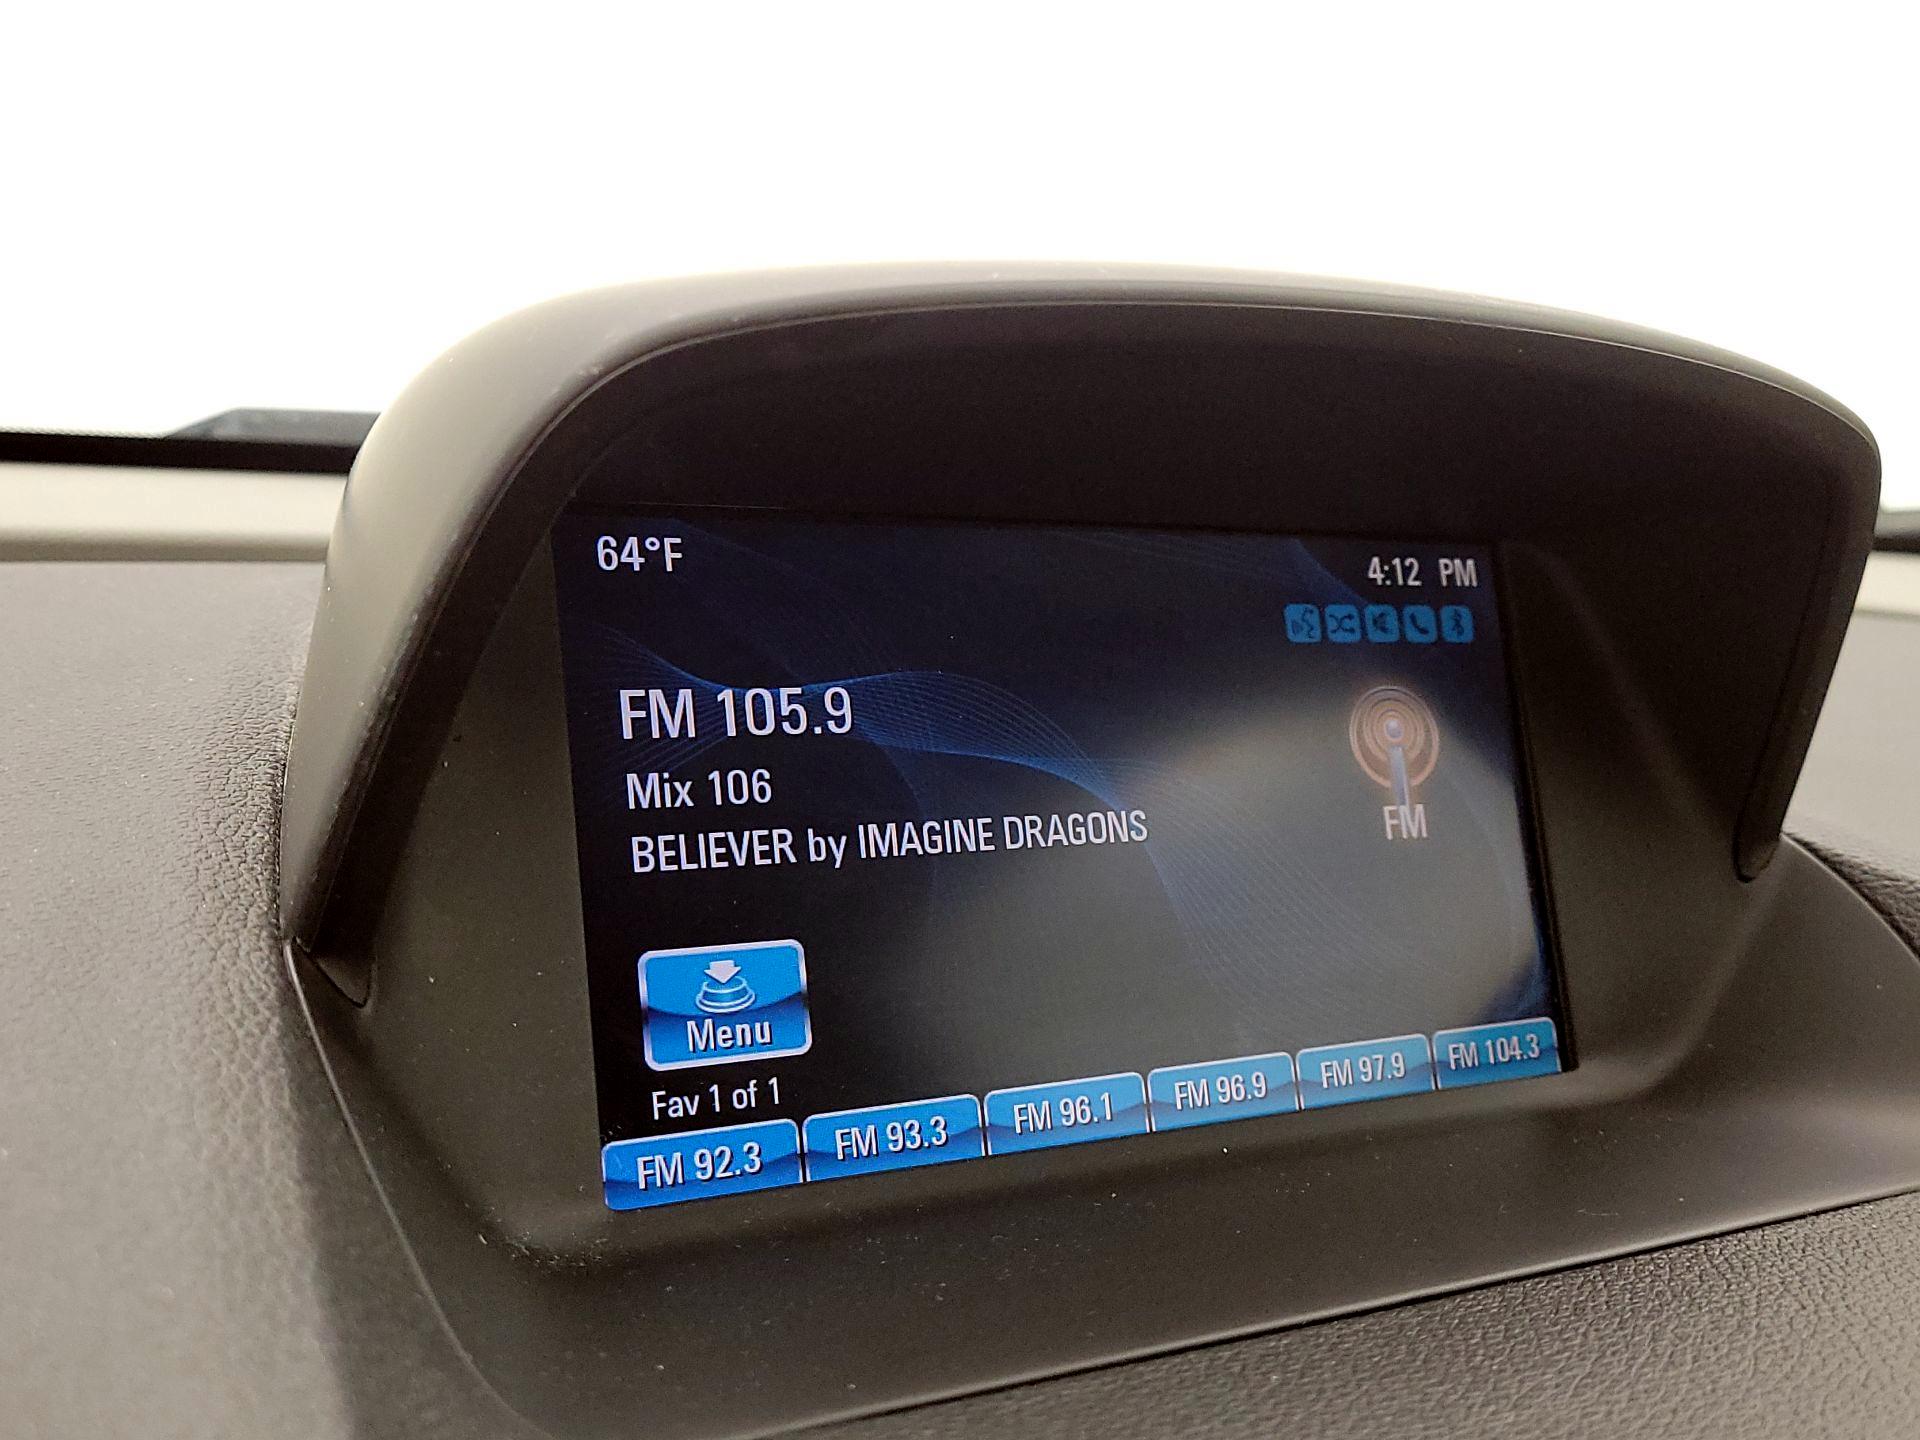 64°F
4:12 PM
FM 105.9
Mix 106
BELIEVER by IMAGINE DRAGONS
FM
Menu
Fav 1 of 1
FM 92.3
FM 93.3
FM 96.1
FM 96.9
FM 97.9
FM 104.3